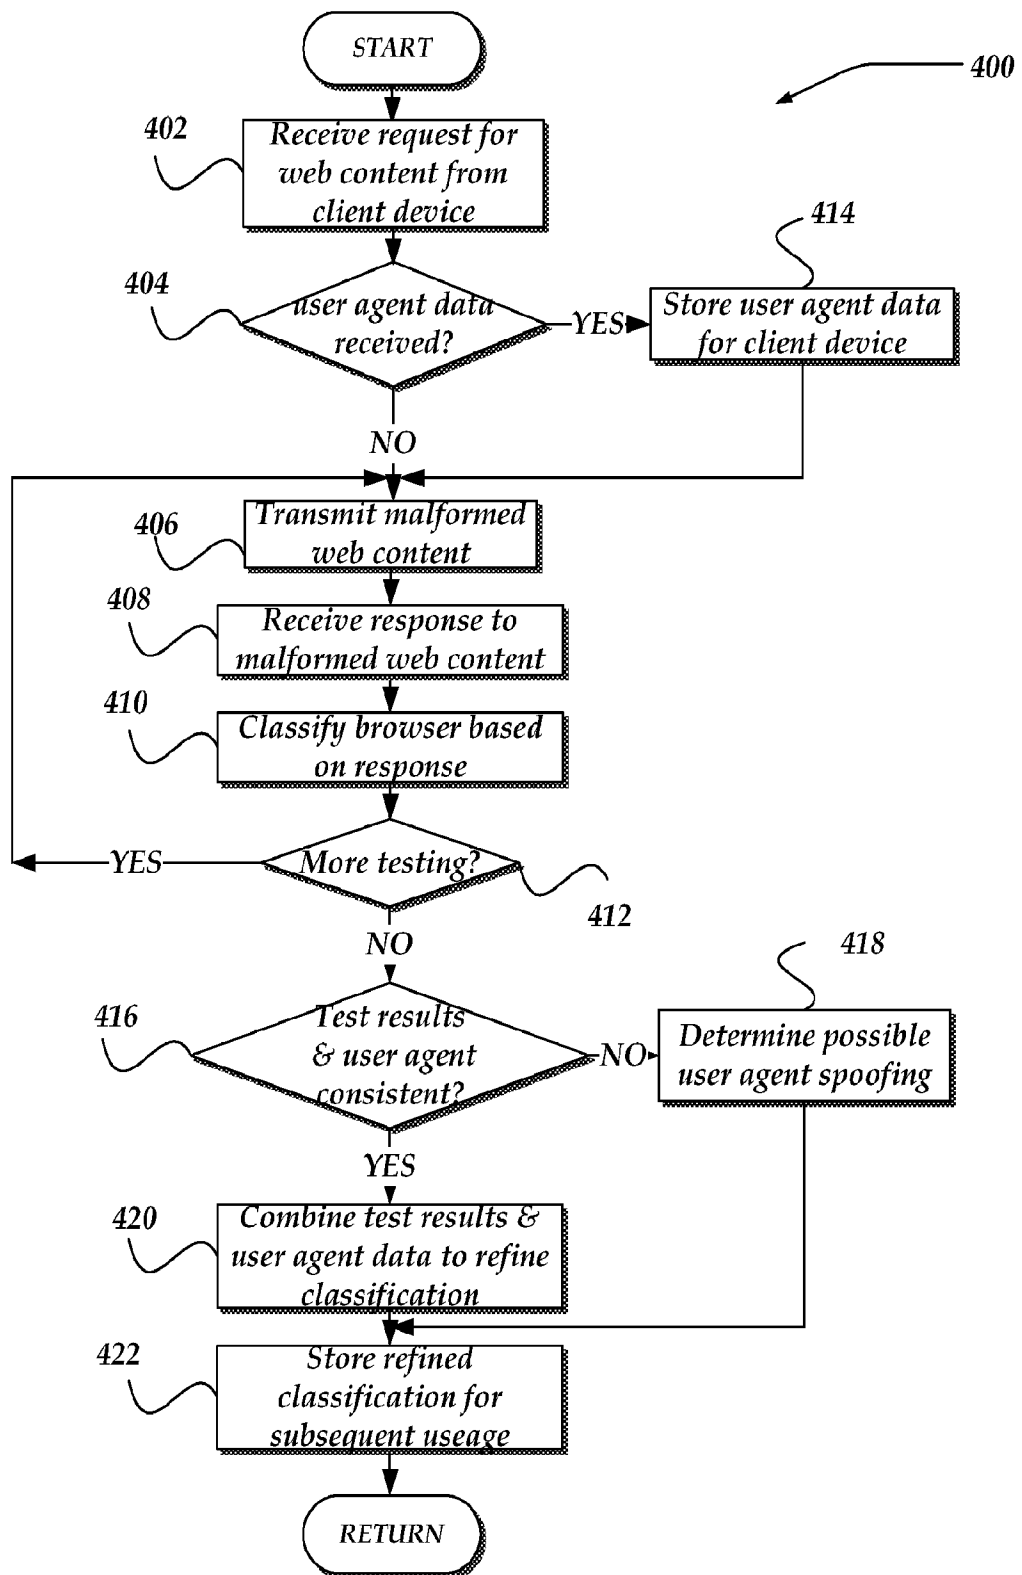 START
400
402
Receive request for
web content from
client device
414
404
user agent data
received?
YES
Store user agent data
for client device
NO
406
Transmit malformed
web content
408
Receive response to
malformed web content
410
Classify browser based
on response
YES
More testing?
412
NO
418
416
Test results
& user agent
consistent?
NO
Determine possible
user agent spoofing
YES
420
Combine test results &
user agent data to refine
classification
422
Store refined
classification for
subsequent useage
RETURN